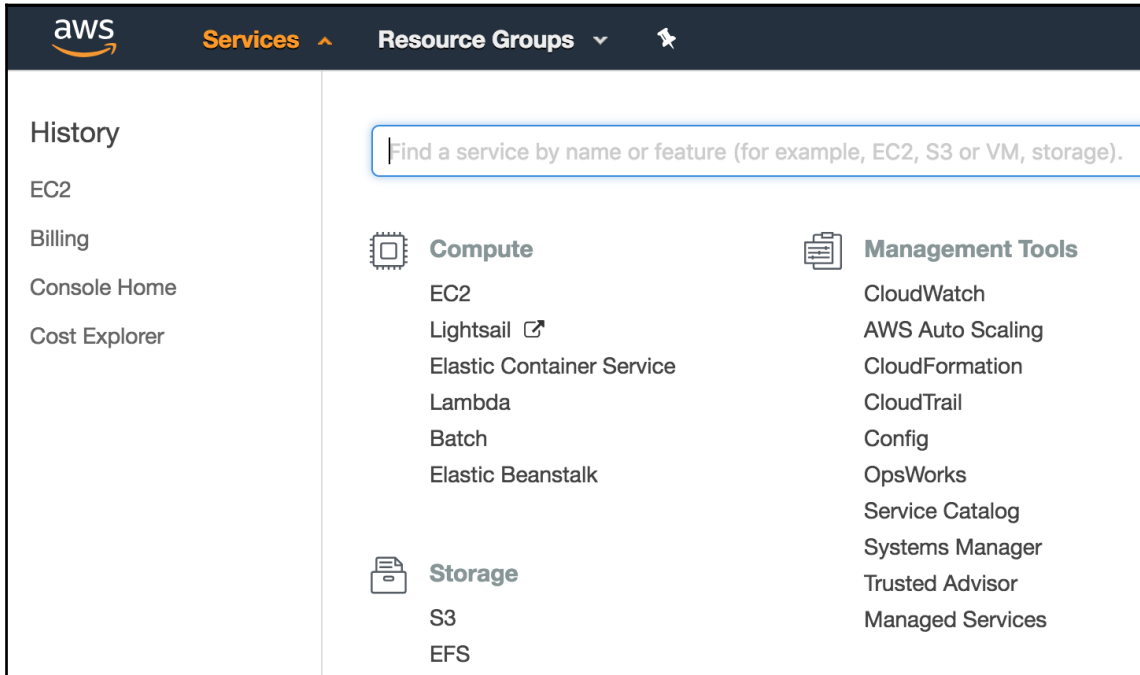 aws
Services
Resource Groups
History
EC2
Billing
Console Home
Cost Explorer
Find a service by name or feature (for example, EC2, S3 or VM, storage).
Compute
EC2
Lightsail
Elastic Container Service
Lambda
Batch
Elastic Beanstalk
Storage
S3
EFS
Management Tools
CloudWatch
AWS Auto Scaling
CloudFormation
CloudTrail
Config
OpsWorks
Service Catalog
Systems Manager
Trusted Advisor
Managed Services